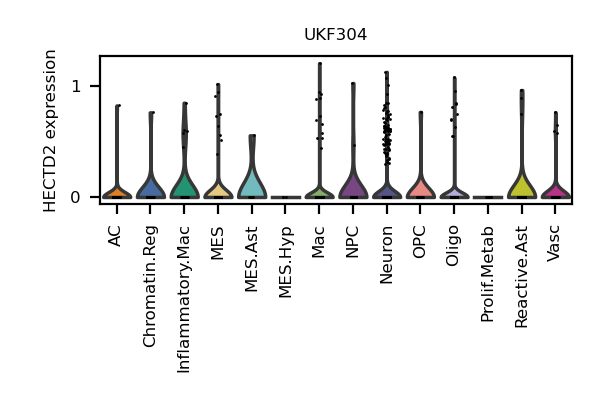 UKF304
HECTD2 expression
1
0
AC
Chromatin.Reg
Inflammatory.Mac
MES
MES.Ast
MES.Hyp
Mac
NPC
Neuron
OPC
Oligo
Prolif.Metab
Reactive.Ast
Vasc